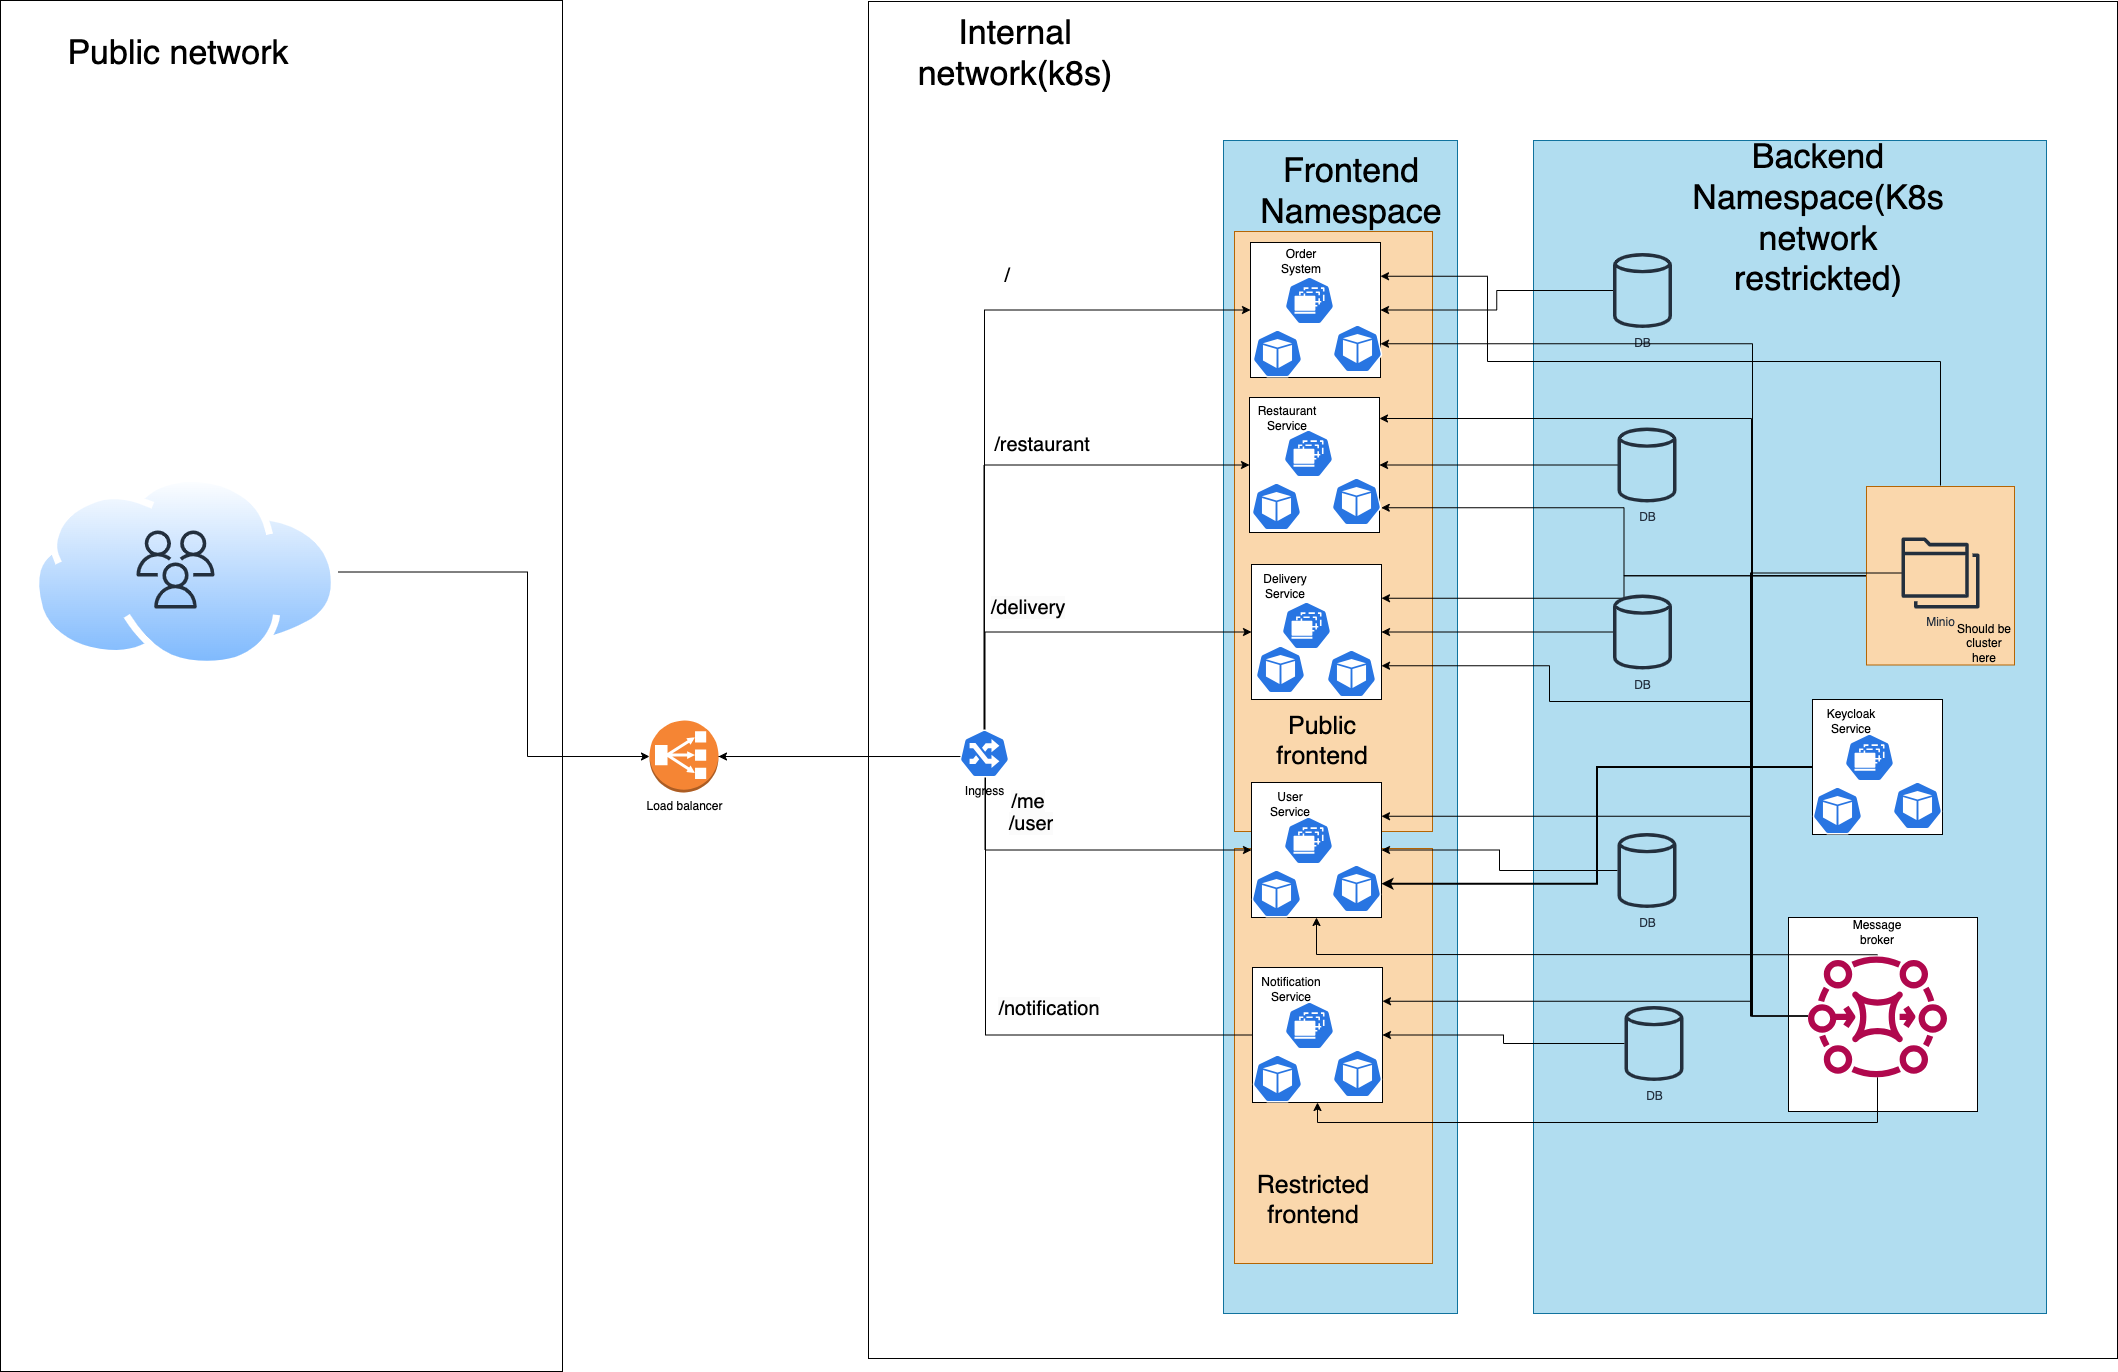 Public network
Internal
network(k8s)
Frontend
Namespace
Backend
Namespace(K8s
network
restrickted)
Order
System
/
DB
Restaurant
Service
/restaurant
DB
Delivery
Service
/delivery
DB
Minio
Should be
cluster
here
Public
frontend
Keycloak
Service
Load balancer
Ingress
/me
/user
User
Service
DB
Message
broker
Notification
Service
/notification
DB
Restricted
frontend